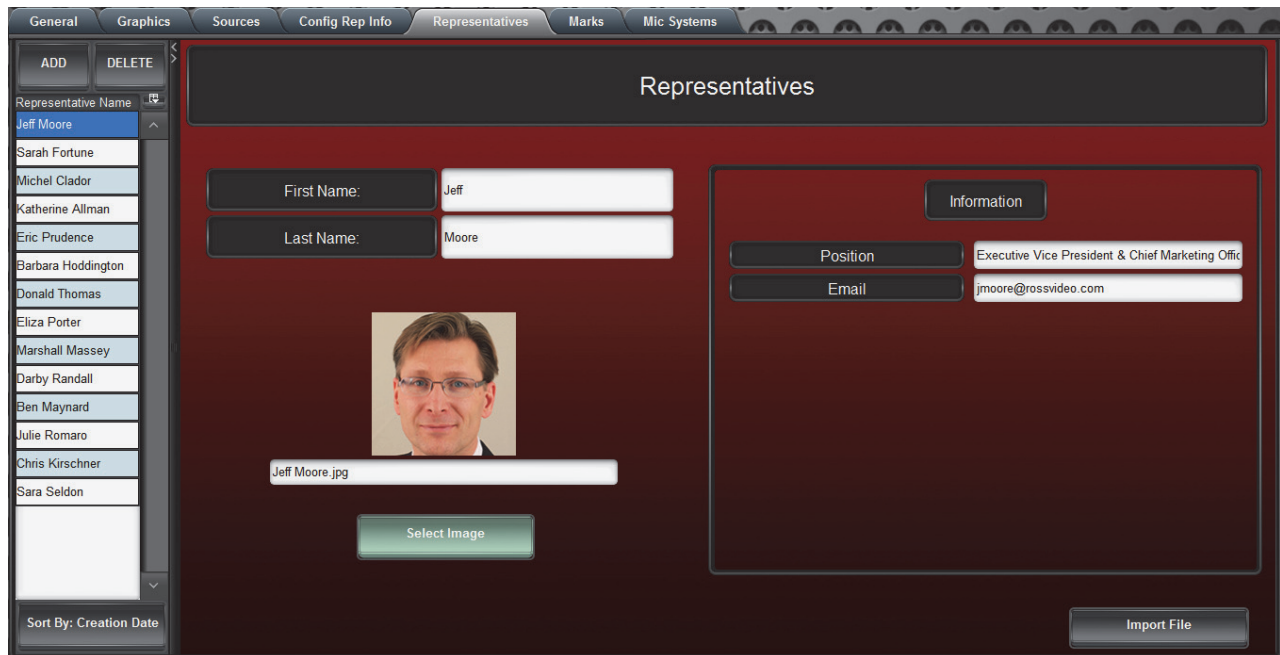 General Graphics Sources Config Rep Info Representatives Marks Mic Systems
ADD DELETE
Representative Name
Jeff Moore
Sarah Fortune
Michel Clador
Katherine Allman
Eric Prudence
Barbara Hoddington
Donald Thomas
Eliza Porter
Marshall Massey
Darby Randall
Ben Maynard
Julie Romaro
Chris Kirschner
Sara Seldon
Sort By: Creation Date
Representatives
First Name: Jeff
Last Name: Moore
Jeff Moore.jpg
Select Image
Information
Position Executive Vice President & Chief Marketing Offic
Email jmoore@rossvideo.com
Import File